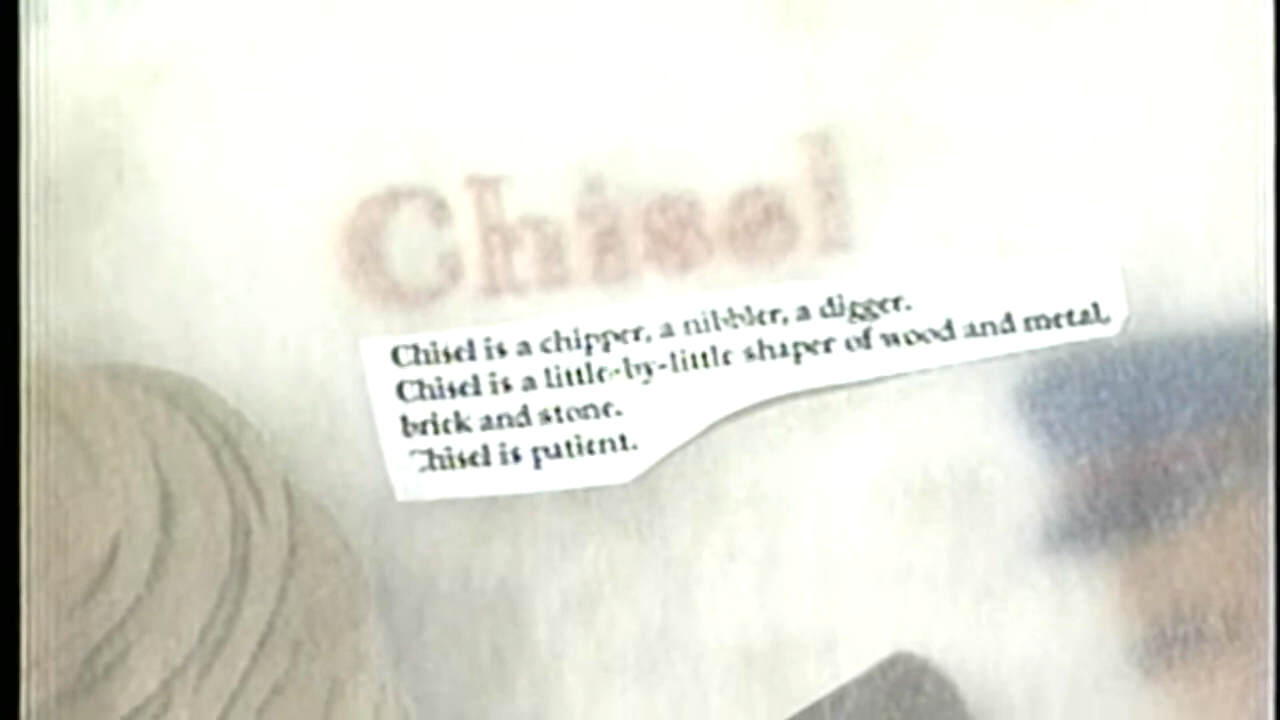 Chisel
Chisel is a chipper, a nibbler, a digger.
Chisel is a little-by-little shaper of wood and metal,
brick and stone.
Chisel is patient.